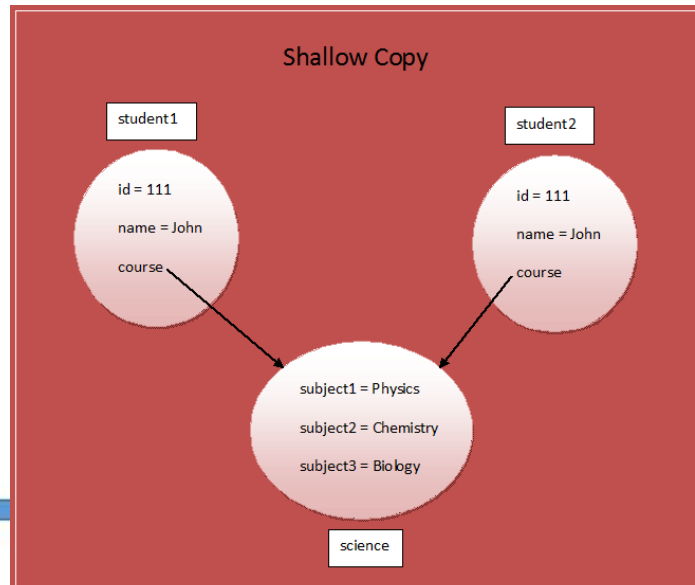 Shallow Copy
student1
student2
id = 111
name = John
course
id = 111
name = John
course
subject1 = Physics
subject2 = Chemistry
subject3 = Biology
science